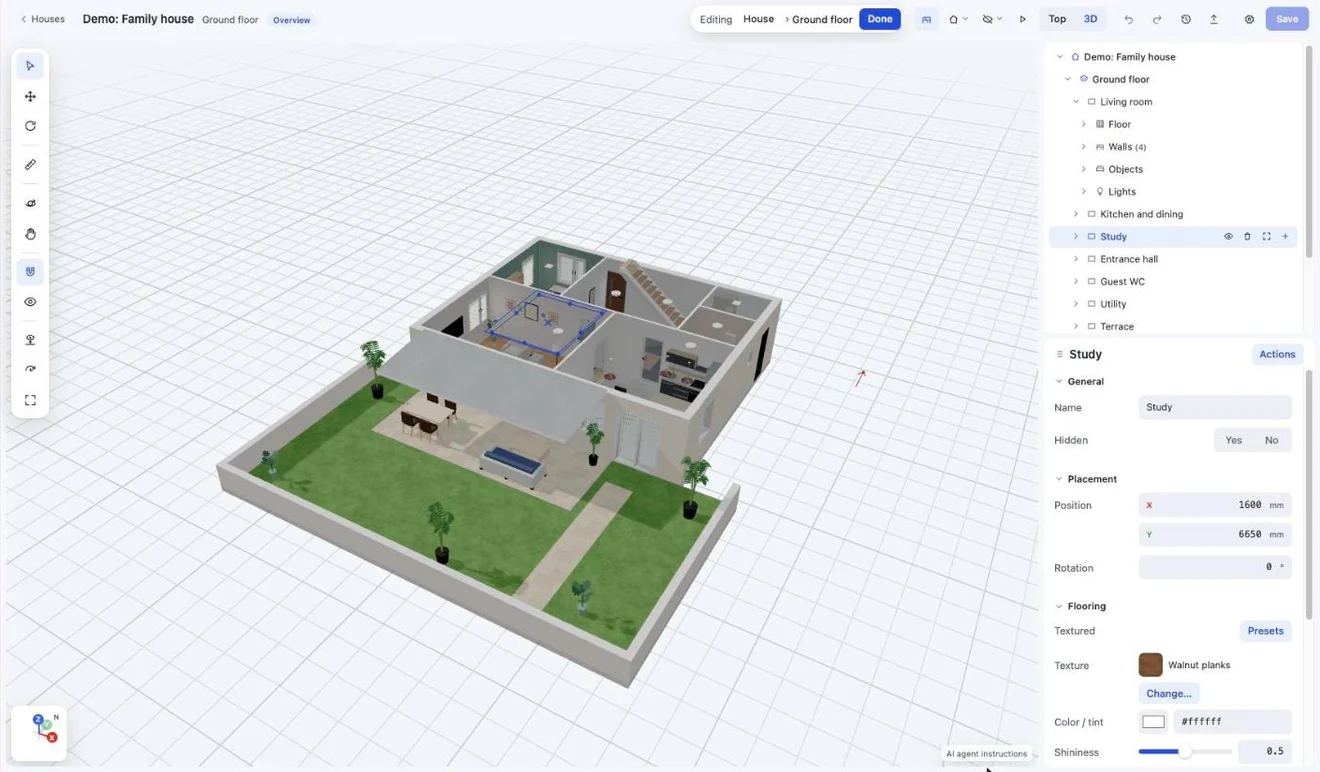 Houses Demo: Family house Ground floor Overview
Editing House › Ground floor Done
Top 3D Save
Demo: Family house
Ground floor
Living room
Floor
Walls (4)
Objects
Lights
Kitchen and dining
Study
Entrance hall
Guest WC
Utility
Terrace
Study Actions
General
Name Study
Hidden Yes No
Placement
Position X 1600 mm
Y 6650 mm
Rotation 0 °
Flooring
Textured Presets
Texture Walnut planks
Change...
Color / tint #ffffff
Shininess 0.5
Z Y N
X
AI agent instructions